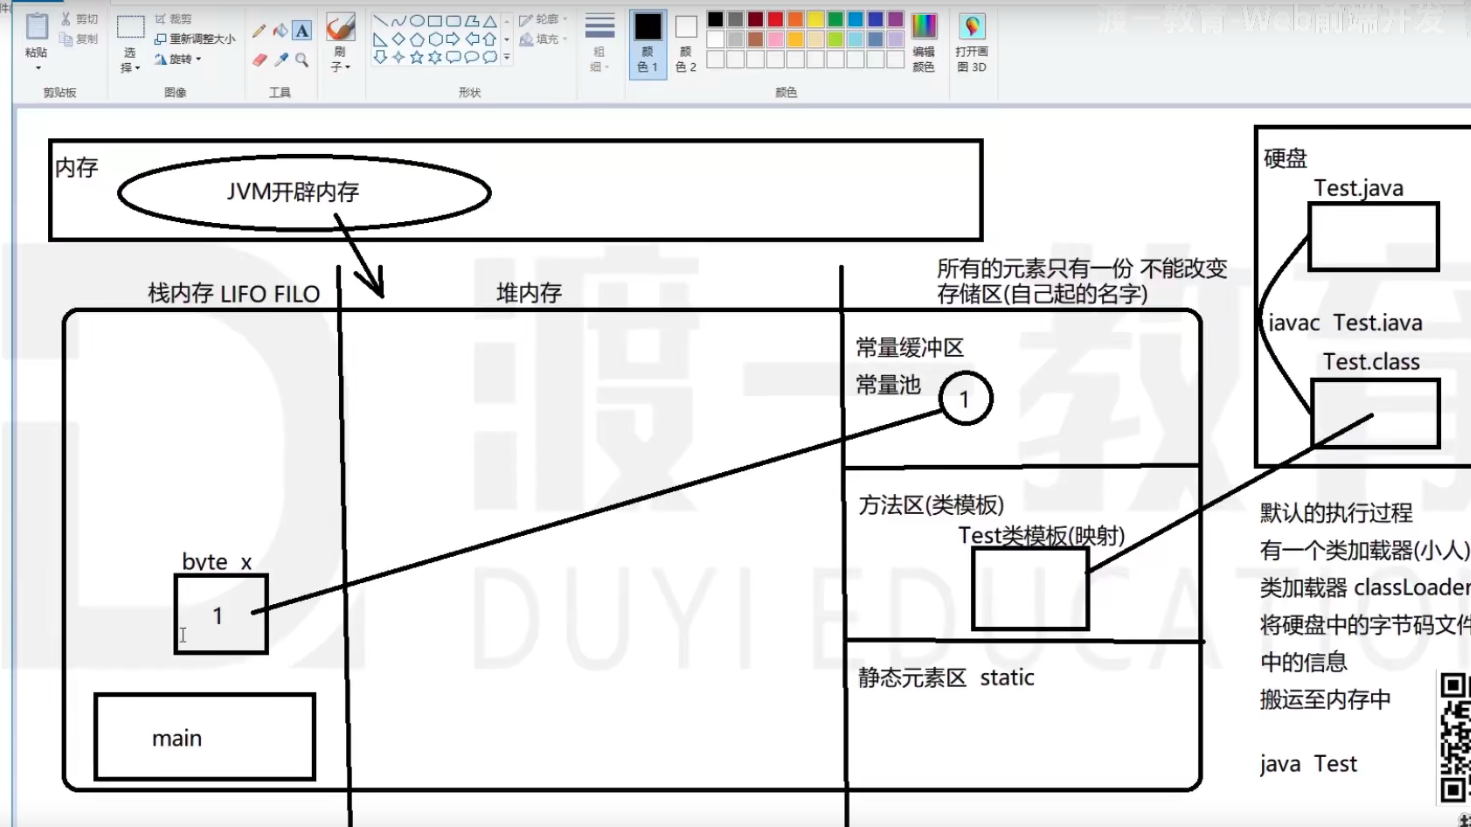 渡一教育 Web前端开发
粘贴
剪切
复制
剪贴板
选
择
裁剪
重新调整大小
旋转
图像
A
工具
刷
子
轮廓
填充
形状
粗
细
颜
色 1
颜
色 2
编辑
颜色
颜色
打开画
图 3D
内存
JVM开辟内存
硬盘
Test.java
javac Test.java
Test.class
栈内存 LIFO FILO
堆内存
所有的元素只有一份 不能改变
存储区(自己起的名字)
常量缓冲区
常量池
1
方法区(类模板)
Test类模板(映射)
byte x
1
main
静态元素区 static
默认的执行过程
有一个类加载器(小人)
类加载器 classLoader
将硬盘中的字节码文件
中的信息
搬运至内存中
java Test
渡一教育
DUYI EDUCATION